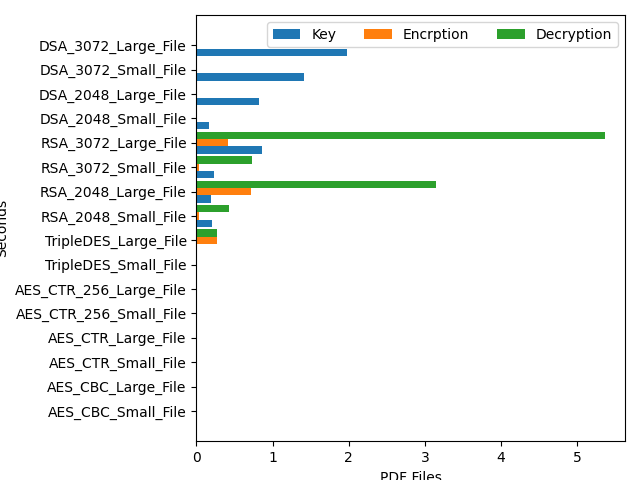 Key Encrption Decryption
DSA_3072_Large_File
DSA_3072_Small_File
DSA_2048_Large_File
DSA_2048_Small_File
RSA_3072_Large_File
RSA_3072_Small_File
RSA_2048_Large_File
RSA_2048_Small_File
TripleDES_Large_File
TripleDES_Small_File
AES_CTR_256_Large_File
AES_CTR_256_Small_File
AES_CTR_Large_File
AES_CTR_Small_File
AES_CBC_Large_File
AES_CBC_Small_File
Seconds
0 1 2 3 4 5
PDF Files